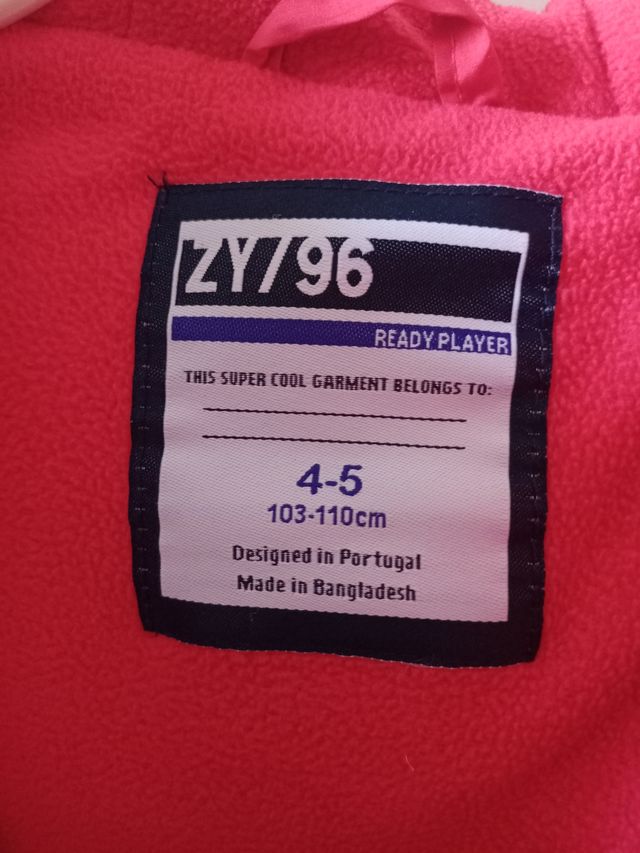 ZY/96
READY PLAYER
THIS SUPER COOL GARMENT BELONGS TO:
4-5
103-110cm
Designed in Portugal
Made in Bangladesh